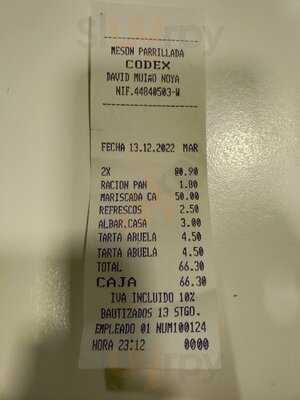 MESON PARRILLADA
CODEX
DAVID MUIÑO NOYA
NIF.44840503-W
FECHA 13.12.2022 MAR
2X 00.90
RACION PAN 1.80
MARISCADA CA 50.00
REFRESCOS 2.50
ALBAR.CASA 3.00
TARTA ABUELA 4.50
TARTA ABUELA 4.50
TOTAL 66.30
CAJA 66.30
IVA INCLUIDO 10%
BAUTIZADOS 13 STGO.
EMPLEADO 01 NUM100124
HORA 23:12 0000